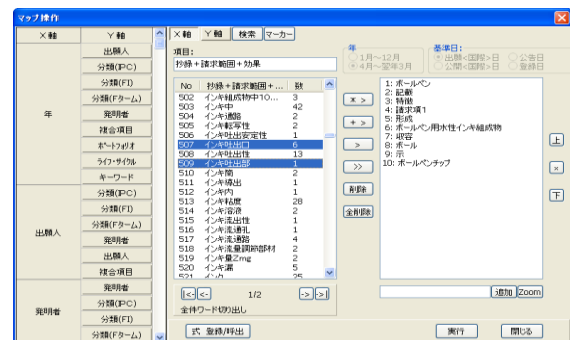 マップ操作
X軸 Y軸
年
出願人
分類(IPC)
分類(FI)
分類(Fターム)
発明者
複合項目
ポートフォリオ
ライフ・サイクル
キーワード
出願人
分類(IPC)
分類(FI)
分類(Fターム)
発明者
出願人
複合項目
発明者
発明者
分類(IPC)
分類(FI)
分類(Fターム)
X軸 Y軸 検索 マーカー
項目:
抄録+請求範囲+効果
年
1月～12月
4月～翌年3月
基準日:
出願<国際>日 公告日
公開<国際>日 登録日
No 抄録+請求範囲+... 数
502 インキ組成物中10... 3
503 インキ中 42
504 インキ通路 2
505 インキ転写性 2
506 インキ吐出安定性 1
507 インキ吐出口 6
508 インキ吐出性 13
509 インキ吐出部 1
510 インキ筒 2
511 インキ導出 1
512 インキ内 1
513 インキ粘度 28
514 インキ溶液 2
515 インキ流出性 1
516 インキ流通孔 1
517 インキ流通路 4
518 インキ流量調節部材 2
519 インキ量Zmg 2
520 インキ漏 5
521 インク 25
* >
+ >
>
>>
削除
全削除
1: ボールペン
2: 記載
3: 特徴
4: 請求項1
5: 形成
6: ボールペン用水性インキ組成物
7: 収容
8: ボール
9: 示
10: ボールペンチップ
上
×
下
|<- <- 1/2 -> ->|
全件ワード切り出し
追加 Zoom
式 登録/呼出
実行 閉じる